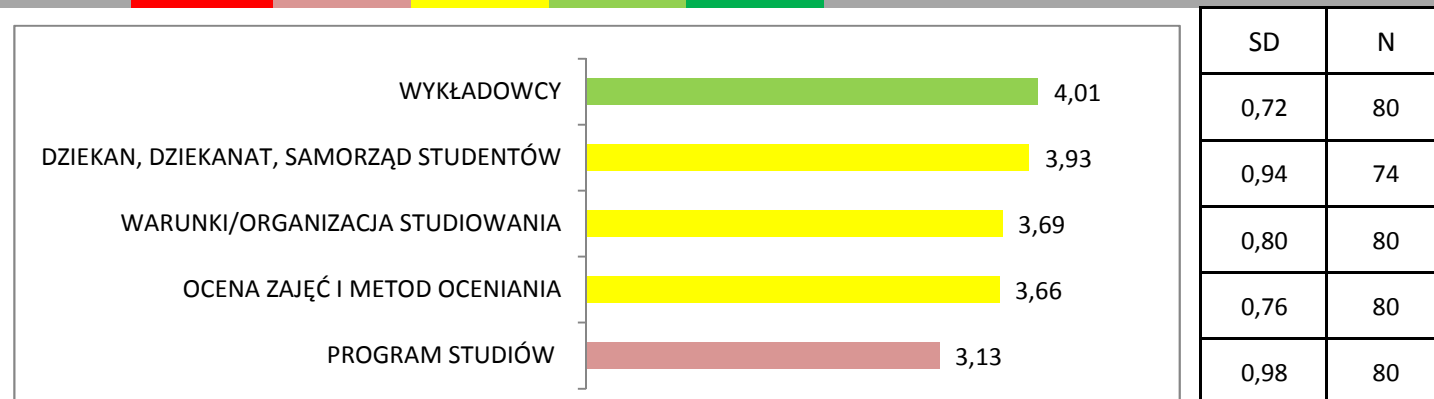 SD N
WYKŁADOWCY 4,01 0,72 80
DZIEKAN, DZIEKANAT, SAMORZĄD STUDENTÓW 3,93 0,94 74
WARUNKI/ORGANIZACJA STUDIOWANIA 3,69 0,80 80
OCENA ZAJĘĆ I METOD OCENIANIA 3,66 0,76 80
PROGRAM STUDIÓW 3,13 0,98 80